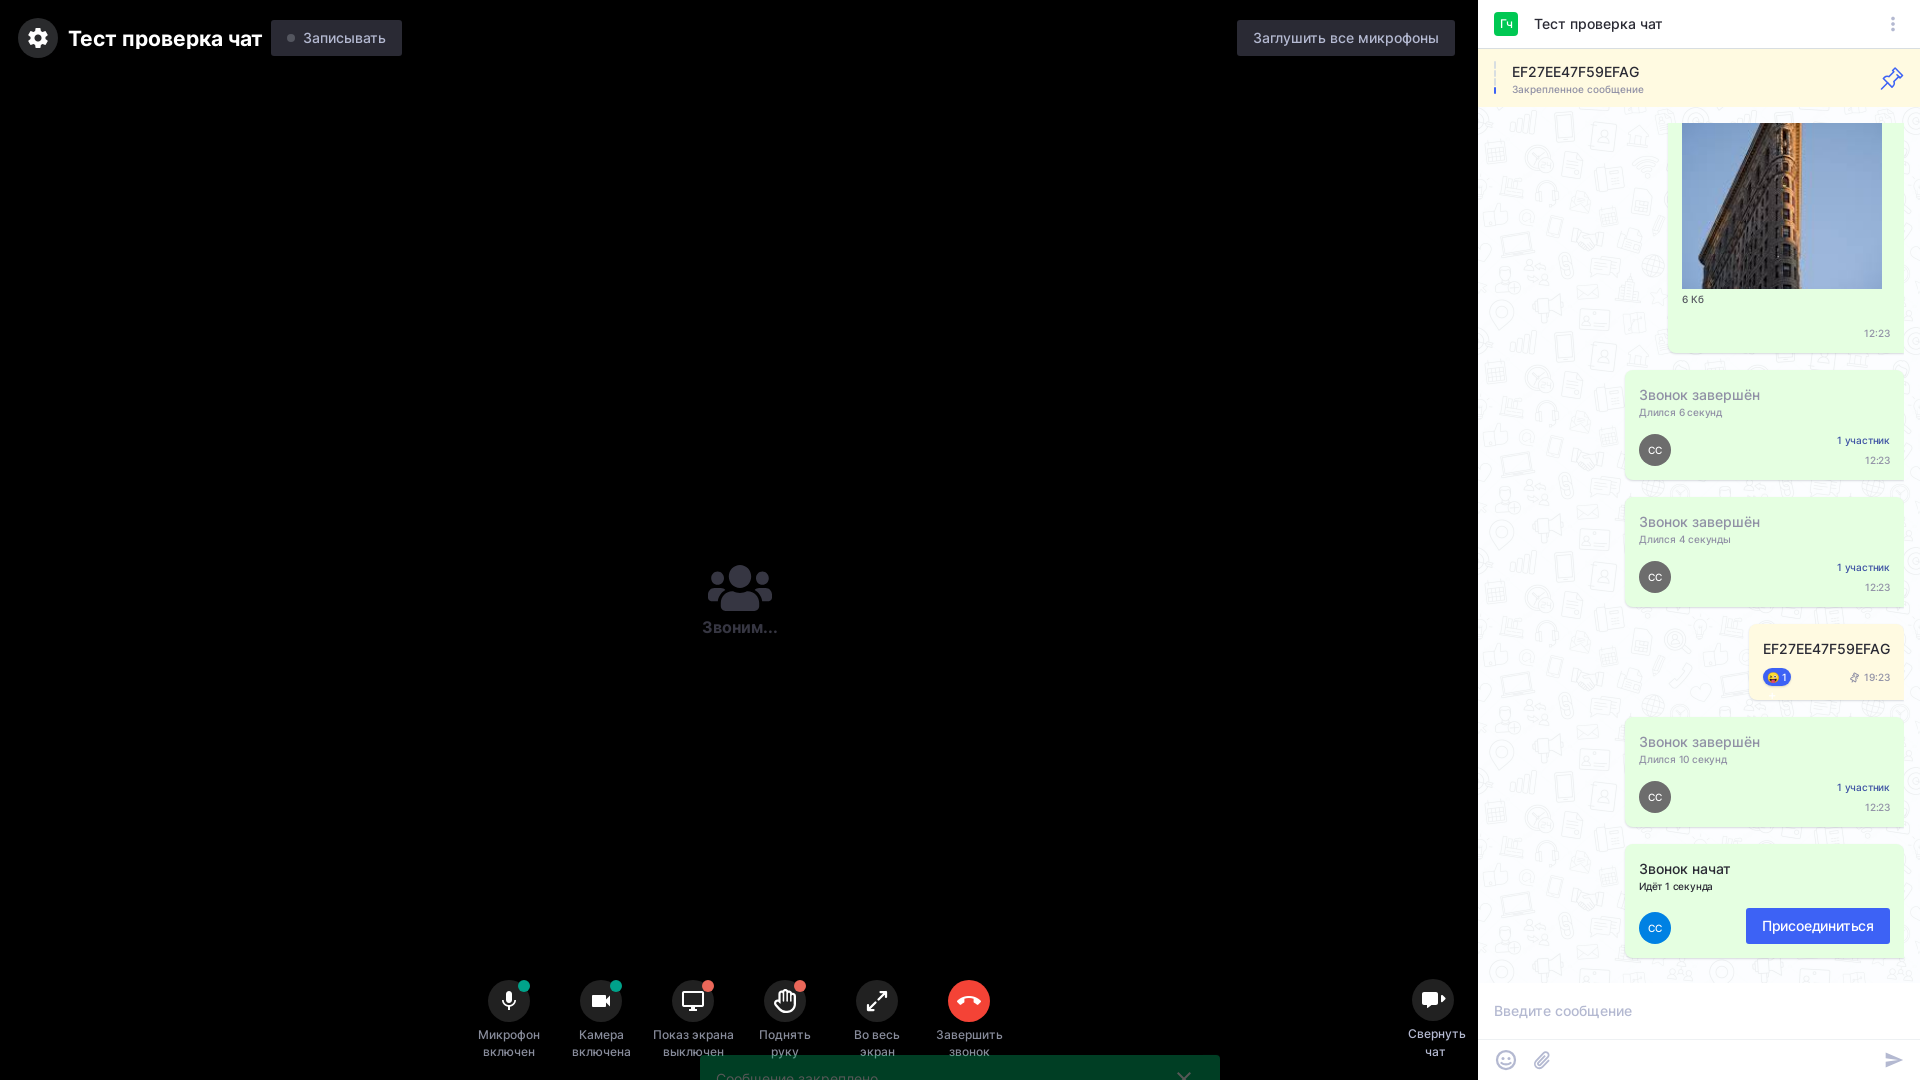 Тест проверка чат
Записывать
Заглушить все микрофоны
Звоним...
Микрофон
включен
Камера
включена
Показ экрана
выключен
Поднять
руку
Во весь
экран
Завершить
звонок
Свернуть
чат
Сообщение закреплено
Гч
Тест проверка чат
EF27EE47F59EFAG
Закрепленное сообщение
6 Кб
12:23
Звонок завершён
Длился 6 секунд
СС
1 участник
12:23
Звонок завершён
Длился 4 секунды
СС
1 участник
12:23
EF27EE47F59EFAG
1
19:23
Звонок завершён
Длился 10 секунд
СС
1 участник
12:23
Звонок начат
Идёт 1 секунда
СС
Присоединиться
Введите сообщение